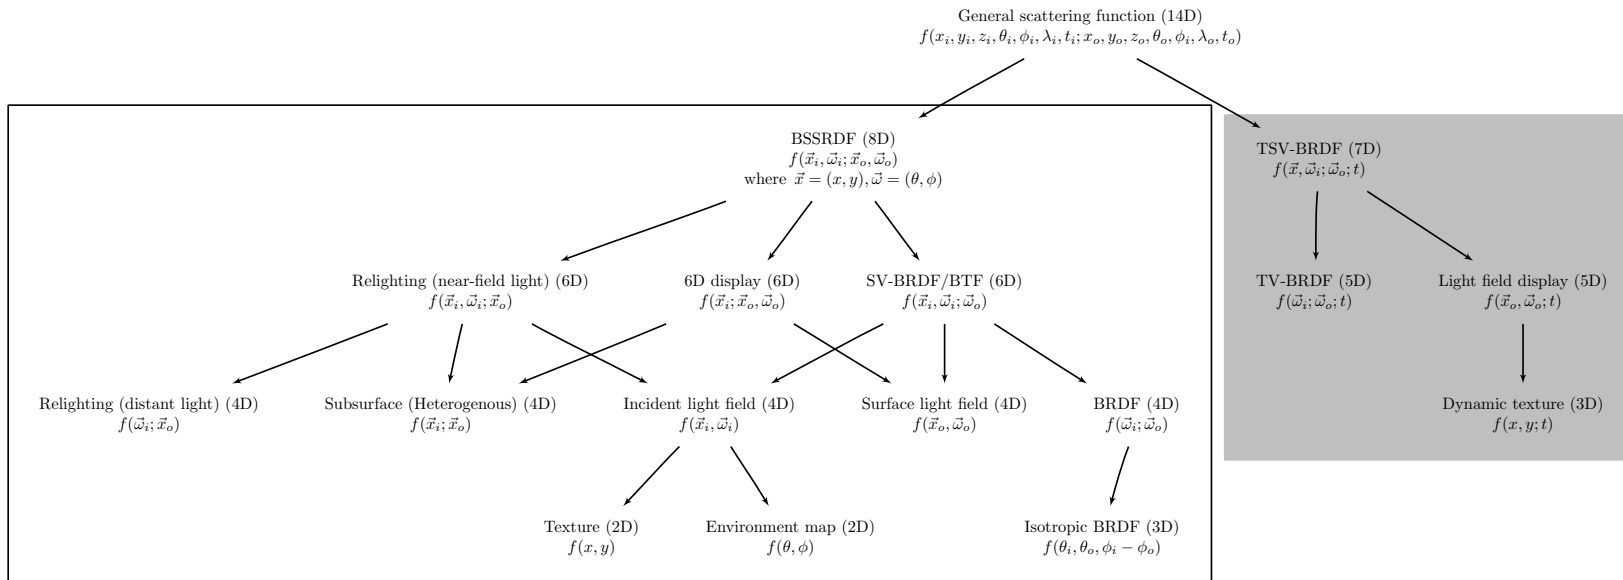 General scattering function (14D)
f(x_i, y_i, z_i, θ_i, ϕ_i, λ_i, t_i; x_o, y_o, z_o, θ_o, ϕ_i, λ_o, t_o)
BSSRDF (8D)
f(x⃗_i, ω⃗_i; x⃗_o, ω⃗_o)
where x⃗ = (x, y), ω⃗ = (θ, ϕ)
TSV-BRDF (7D)
f(x⃗, ω⃗_i; ω⃗_o; t)
Relighting (near-field light) (6D)
f(x⃗_i, ω⃗_i; x⃗_o)
6D display (6D)
f(x⃗_i; x⃗_o, ω⃗_o)
SV-BRDF/BTF (6D)
f(x⃗_i, ω⃗_i; ω⃗_o)
TV-BRDF (5D)
f(ω⃗_i; ω⃗_o; t)
Light field display (5D)
f(x⃗_o, ω⃗_o; t)
Relighting (distant light) (4D)
f(ω⃗_i; x⃗_o)
Subsurface (Heterogenous) (4D)
f(x⃗_i; x⃗_o)
Incident light field (4D)
f(x⃗_i, ω⃗_i)
Surface light field (4D)
f(x⃗_o, ω⃗_o)
BRDF (4D)
f(ω⃗_i; ω⃗_o)
Dynamic texture (3D)
f(x, y; t)
Texture (2D)
f(x, y)
Environment map (2D)
f(θ, ϕ)
Isotropic BRDF (3D)
f(θ_i, θ_o, ϕ_i − ϕ_o)